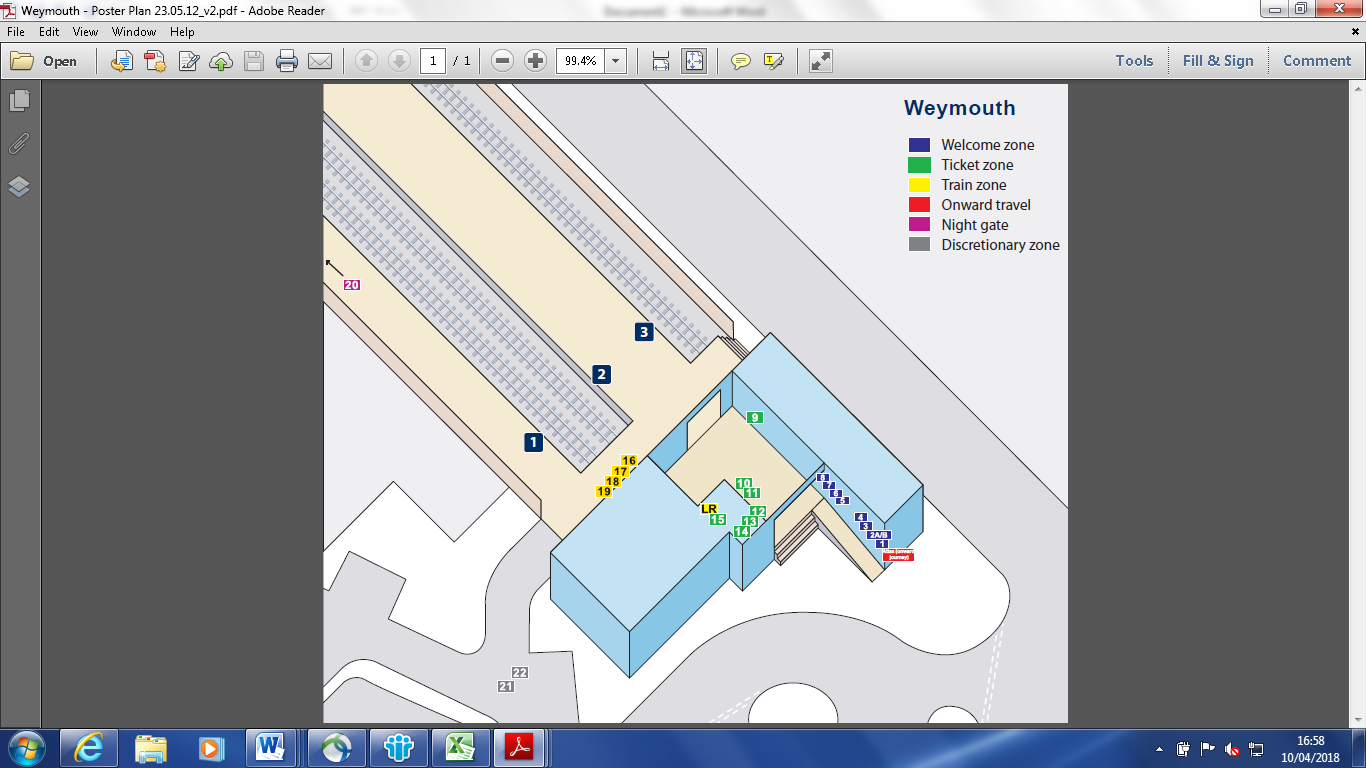 Weymouth - Poster Plan 23.05.12_v2.pdf - Adobe Reader
File Edit View Window Help
Open 1 / 1 99.4% Tools Fill & Sign Comment
Weymouth
Welcome zone
Ticket zone
Train zone
Onward travel
Night gate
Discretionary zone
20
3
2
1
9
16
17
18
19
10
11
LR
15
12
13
14
8
7
6
5
4
3
2A/B
1
journey)
22
21
16:58
10/04/2018